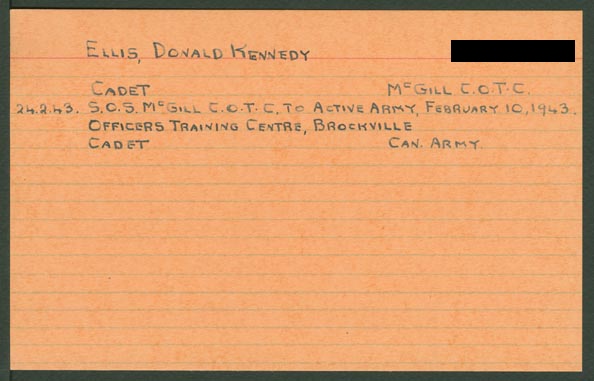 ELLIS, DONALD KENNEDY
CADET McGILL C.O.T.C.
24.2.43. S.O.S. McGILL C.O.T.C. TO ACTIVE ARMY, FEBRUARY 10, 1943.
OFFICERS TRAINING CENTRE, BROCKVILLE
CADET CAN. ARMY.